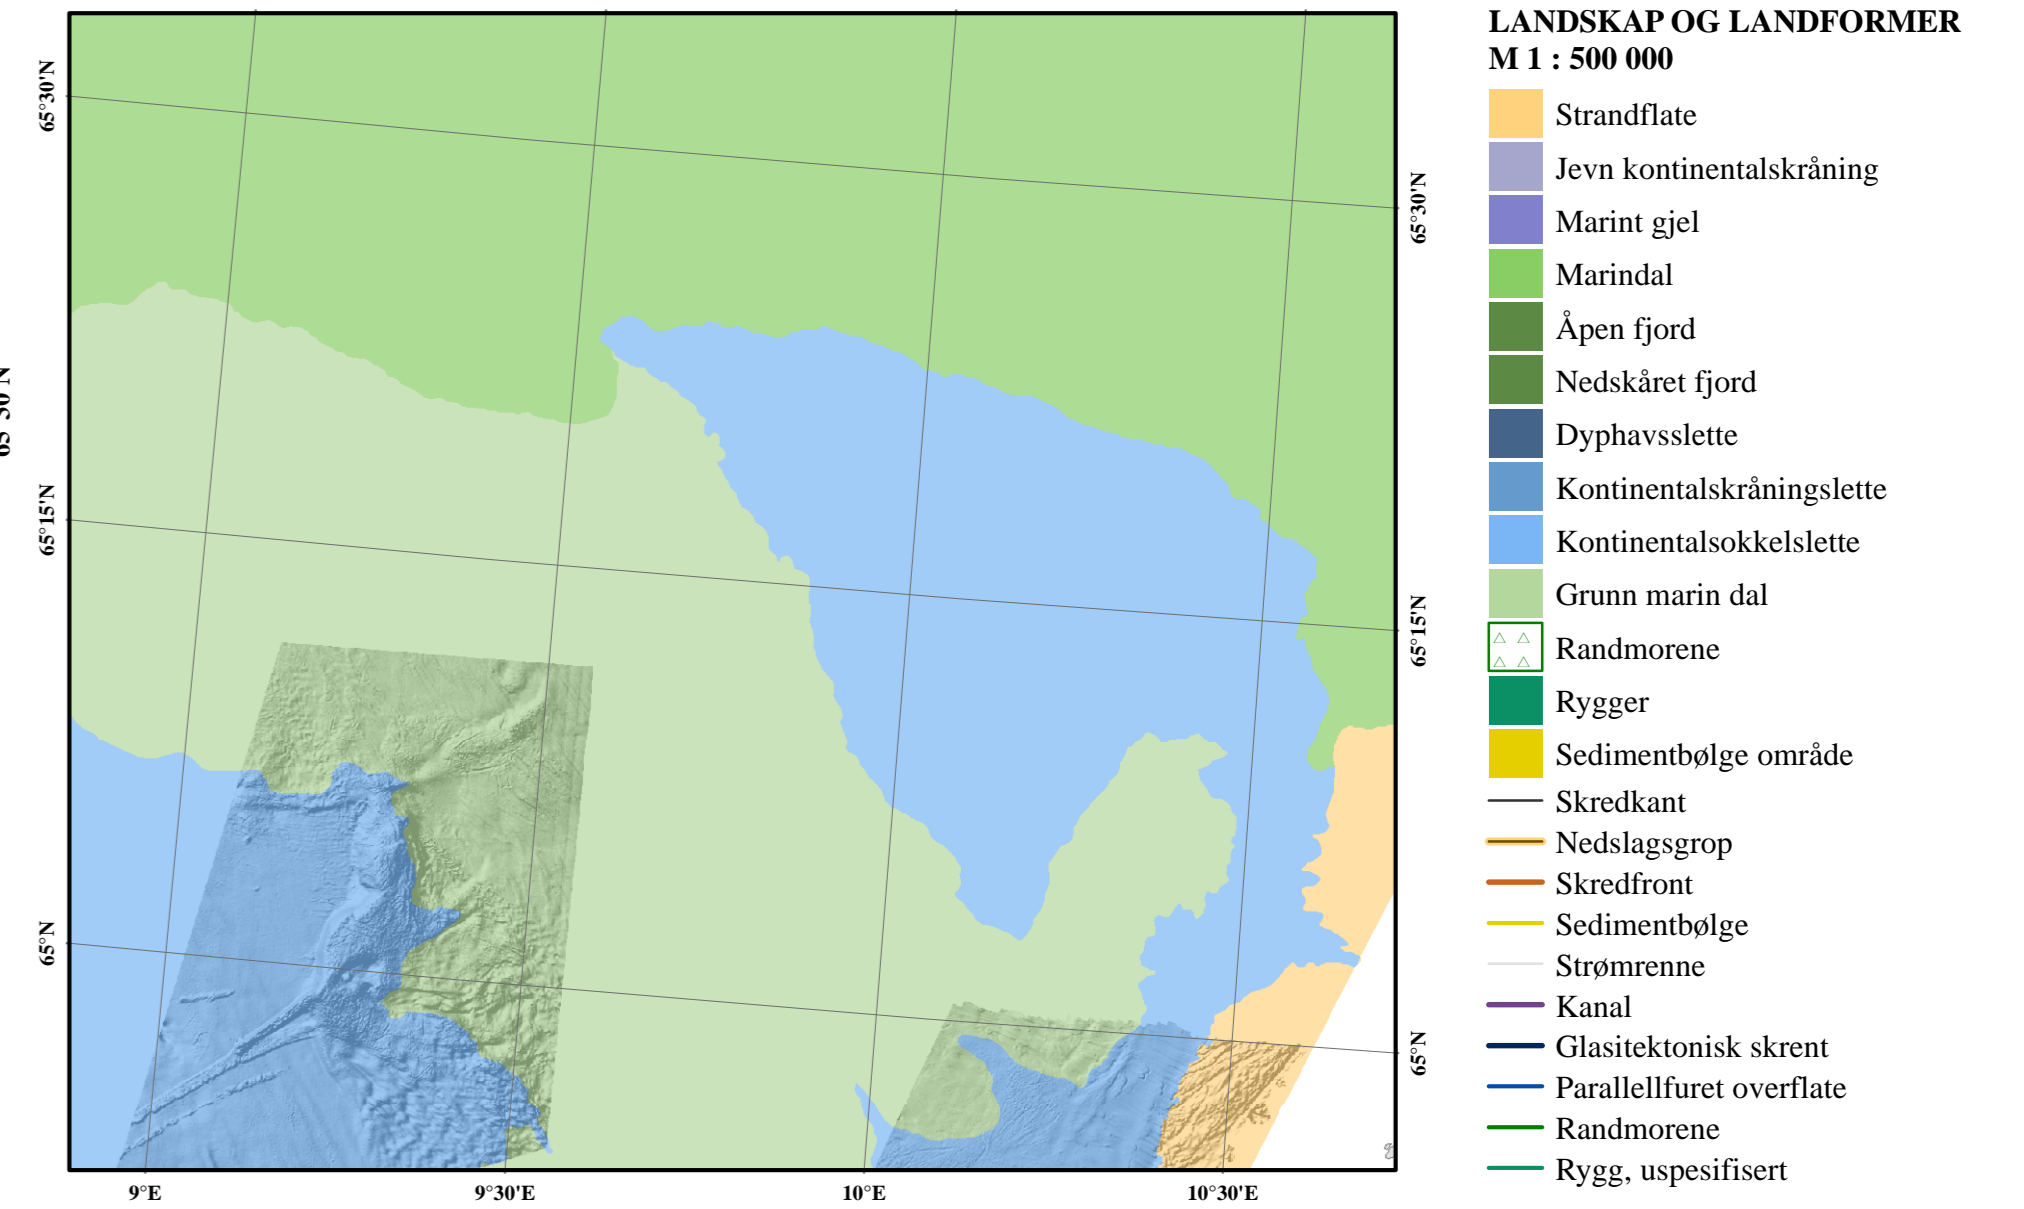 LANDSKAP OG LANDFORMER
M 1 : 500 000
Strandflate
Jevn kontinentalskråning
Marint gjel
Marindal
Åpen fjord
Nedskåret fjord
Dyphavsslette
Kontinentalskråningslette
Kontinentalsokkelslette
Grunn marin dal
Randmorene
Rygger
Sedimentbølge område
Skredkant
Nedslagsgrop
Skredfront
Sedimentbølge
Strømrenne
Kanal
Glasitektonisk skrent
Parallellfuret overflate
Randmorene
Rygg, uspesifisert
65°30'N
65°15'N
65°N
65°30'N
65°15'N
65°N
9°E
9°30'E
10°E
10°30'E